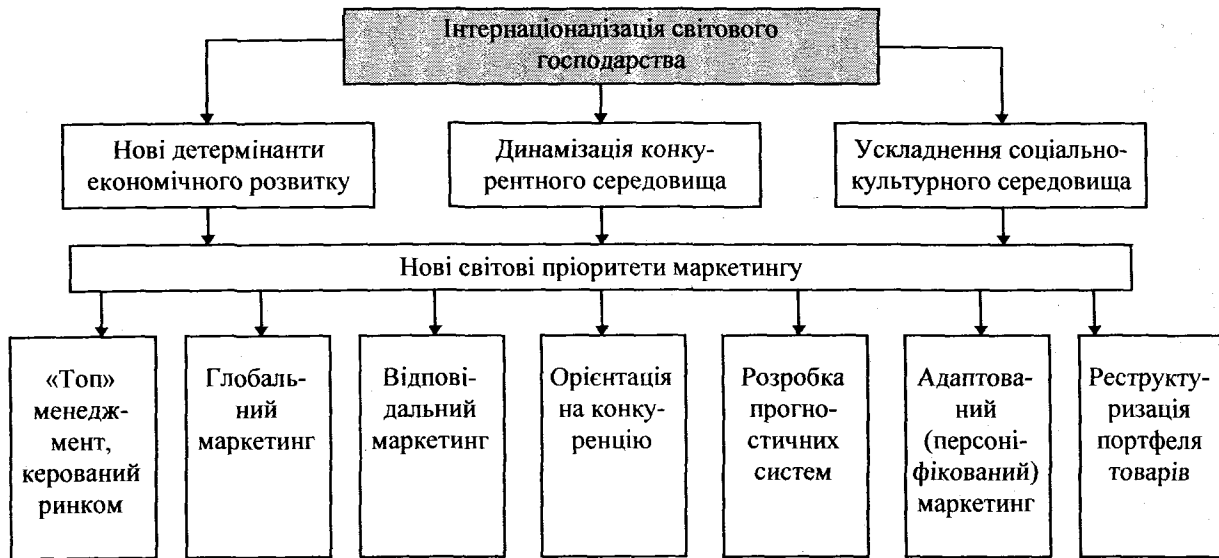 Інтернаціоналізація світового
господарства
Нові детермінанти
економічного розвитку
Динамізація конку-
рентного середовища
Ускладнення соціально-
культурного середовища
Нові світові пріоритети маркетингу
«Топ»
менедж-
мент,
керований
ринком
Глобаль-
ний
маркетинг
Відпові-
дальний
маркетинг
Орієнтація
на конку-
ренцію
Розробка
прогно-
стичних
систем
Адаптова-
ний
(персоні-
фікований)
маркетинг
Реструкту-
ризація
портфеля
товарів